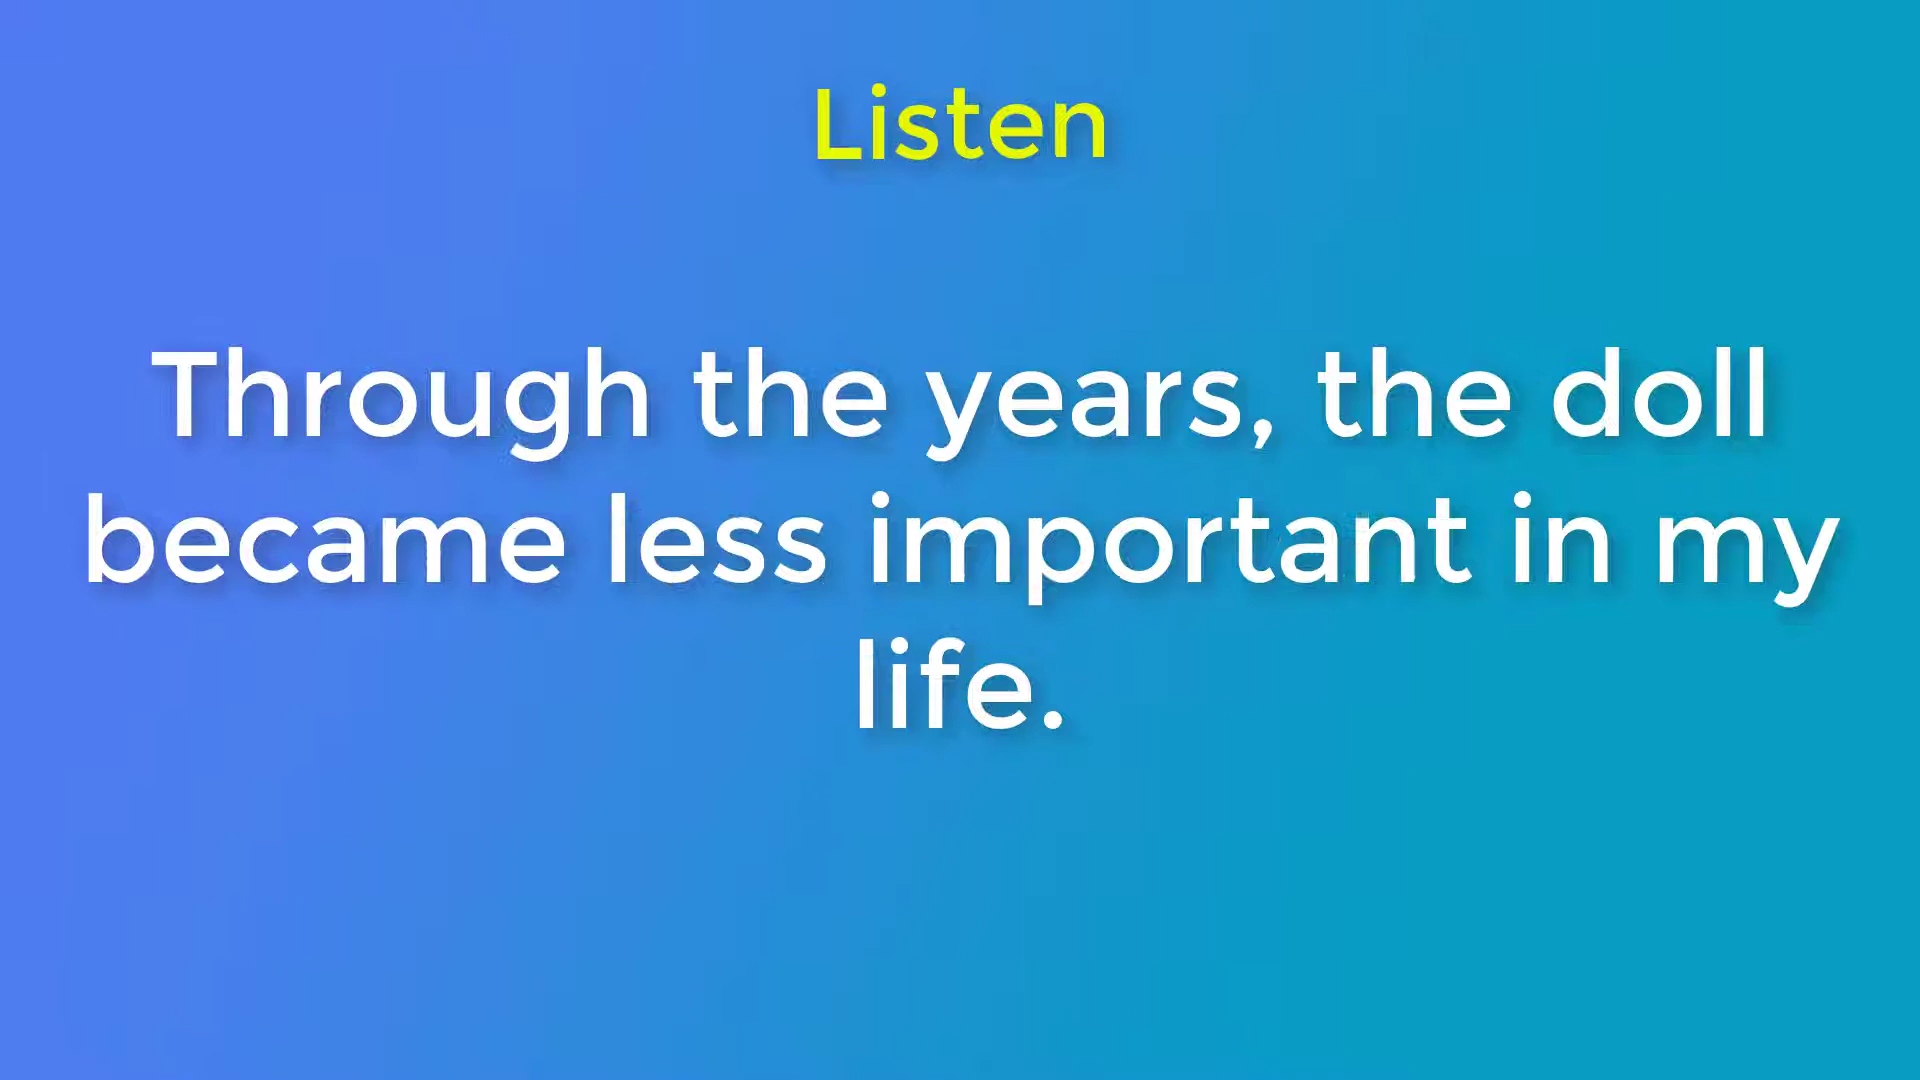 Listen
Through the years, the doll
became less important in my
life.